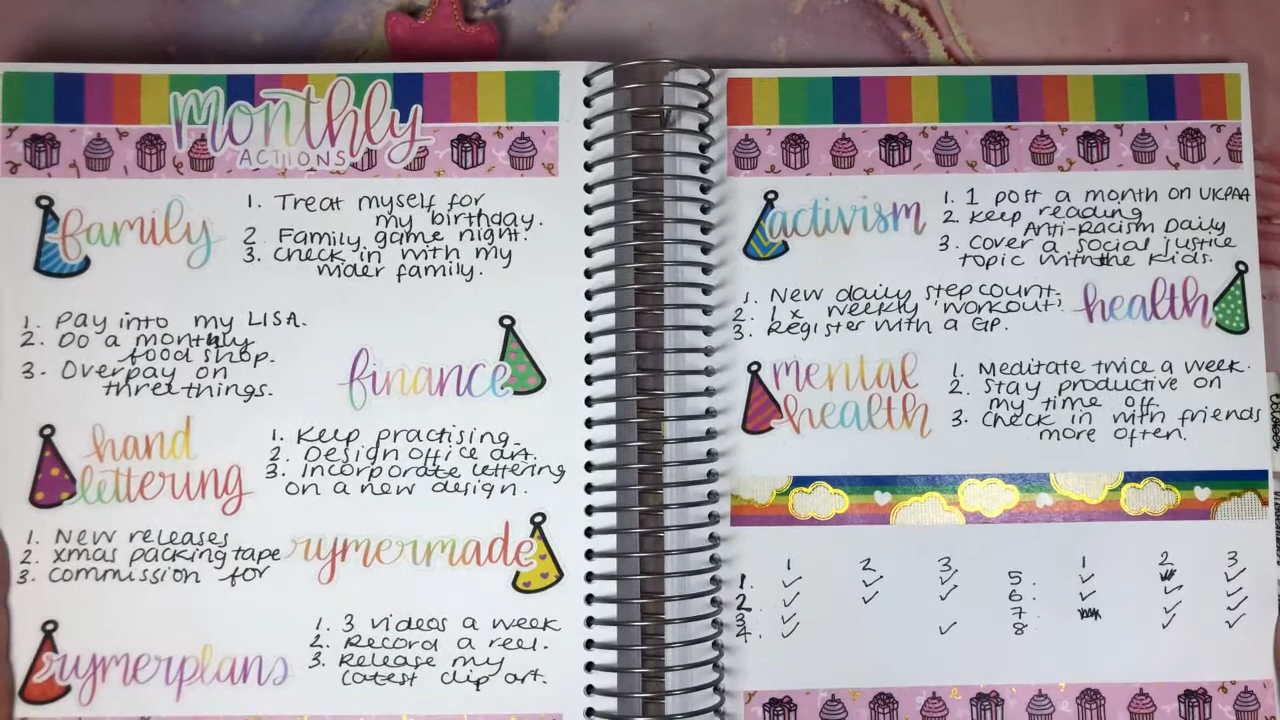 monthly
ACTIONS
family
1. Treat myself for
my birthday.
2. Family game night.
3. Check in with my
wider family.
1. Pay into my LISA.
2. Do a monthly
food shop.
3. Overpay on
three things.
finance
hand
lettering
1. Keep practising.
2. Design office art.
3. Incorporate lettering
on a new design.
1. New releases
2. xmas packing tape
3. commission for
rymermade
rymerplans
1. 3 videos a week
2. Record a reel.
3. Release my
latest clip art.
activism
1. 1 post a month on UKPAA
2. Keep reading
Anti-Racism Daily
3. Cover a social justice
topic with the kids.
1. New daily step count.
2. 1x weekly workout.
3. Register with a GP.
health
mental
health
1. Meditate twice a week.
2. Stay productive on
my time off.
3. Check in with friends
more often.
1 2 3 1 2 3
1. ✓ ✓ ✓ 5. ✓ ✓
2. ✓ ✓ ✓ 6. ✓ ✓ ✓
3. ✓ 7 ✓ ✓
4. ✓ ✓ 8 ✓ ✓